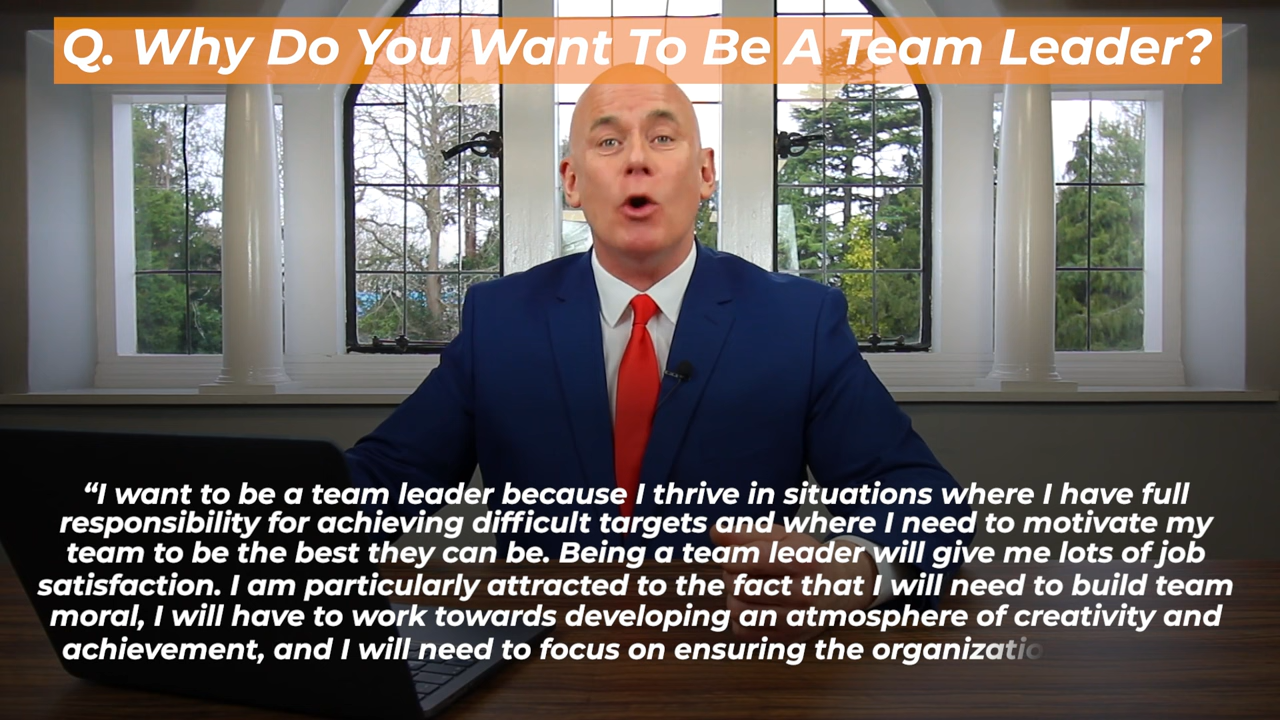 Q. Why Do You Want To Be A Team Leader?
“I want to be a team leader because I thrive in situations where I have full
responsibility for achieving difficult targets and where I need to motivate my
team to be the best they can be. Being a team leader will give me lots of job
satisfaction. I am particularly attracted to the fact that I will need to build team
moral, I will have to work towards developing an atmosphere of creativity and
achievement, and I will need to focus on ensuring the organizatio